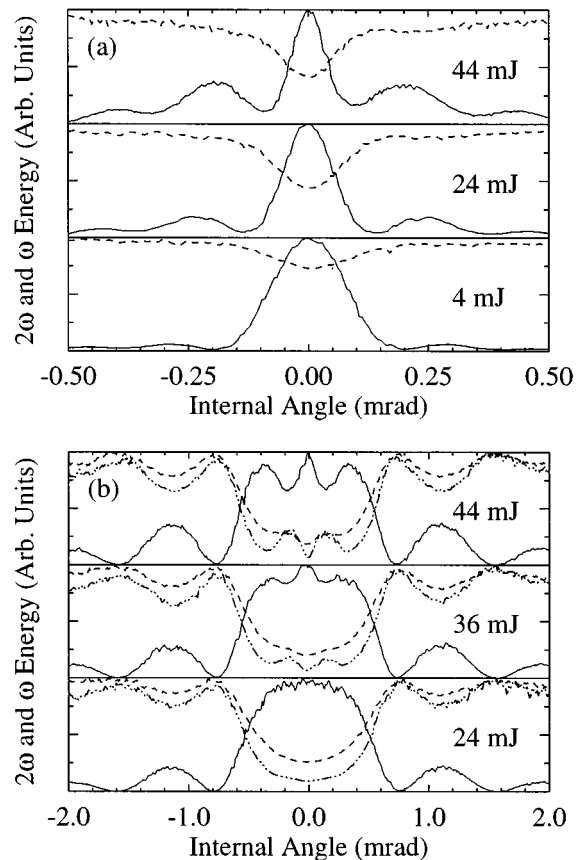 2ω and ω Energy (Arb. Units)
(a)
44 mJ
24 mJ
4 mJ
-0.50 -0.25 0.00 0.25 0.50
Internal Angle (mrad)
2ω and ω Energy (Arb. Units)
(b)
44 mJ
36 mJ
24 mJ
-2.0 -1.0 0.0 1.0 2.0
Internal Angle (mrad)